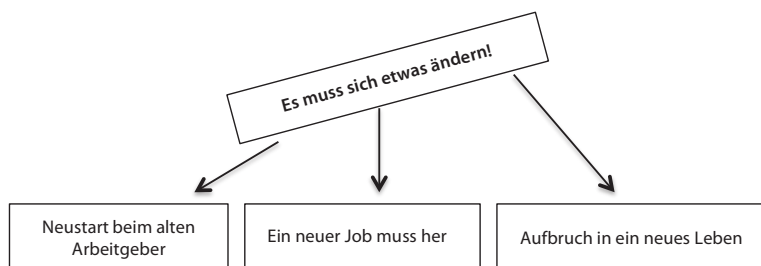 Es muss sich etwas ändern!
Neustart beim alten
Arbeitgeber
Ein neuer Job muss her
Aufbruch in ein neues Leben